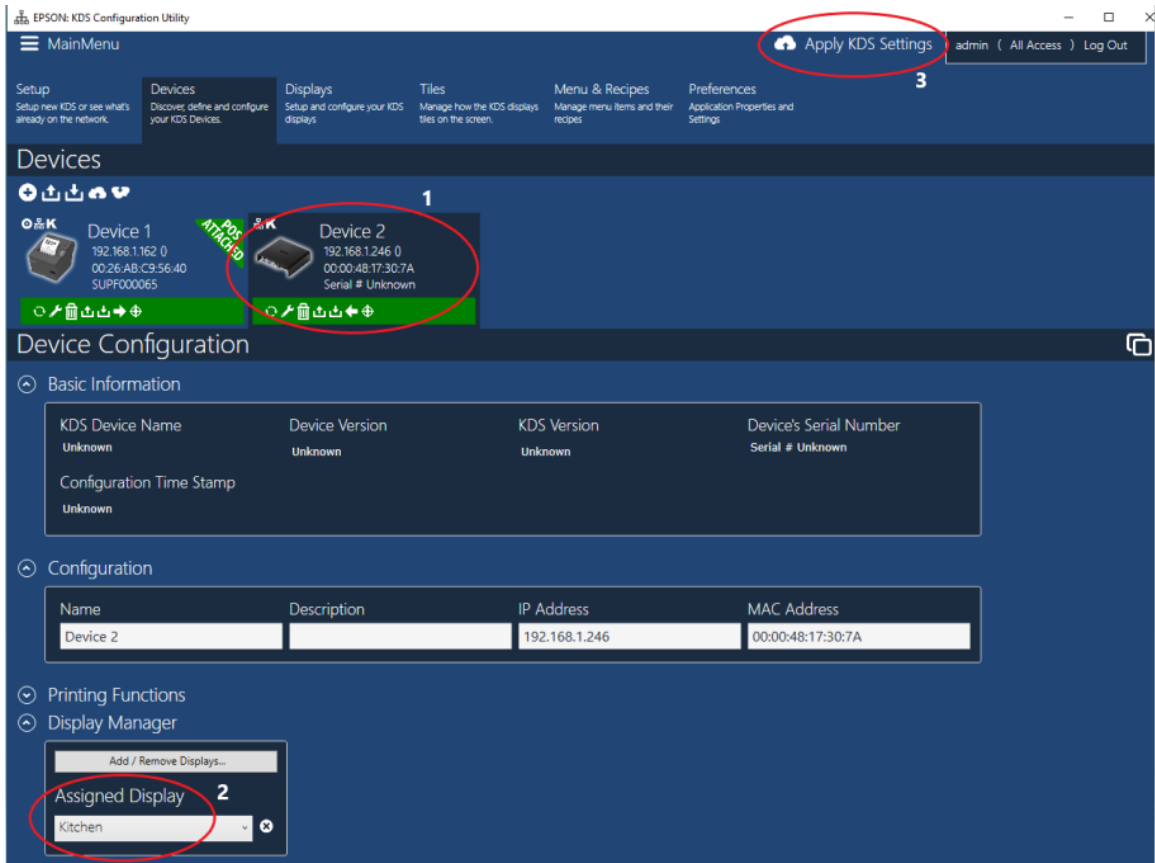 EPSON: KDS Configuration Utility
MainMenu
Apply KDS Settings
admin ( All Access ) Log Out
3
Setup
Setup new KDS or see what's
already on the network.
Devices
Discover, define and configure
your KDS Devices.
Displays
Setup and configure your KDS
displays
Tiles
Manage how the KDS displays
tiles on the screen.
Menu & Recipes
Manage menu items and their
recipes
Preferences
Application Properties and
Settings
Devices
1
K
Device 1
192.168.1.162 ()
00:26:AB:C9:56:40
SUPF000065
POS
ATTACHED
K
Device 2
192.168.1.246 ()
00:00:48:17:30:7A
Serial # Unknown
Device Configuration
Basic Information
KDS Device Name
Unknown
Device Version
Unknown
KDS Version
Unknown
Device's Serial Number
Serial # Unknown
Configuration Time Stamp
Unknown
Configuration
Name
Device 2
Description
IP Address
192.168.1.246
MAC Address
00:00:48:17:30:7A
Printing Functions
Display Manager
Add / Remove Displays...
Assigned Display
2
Kitchen